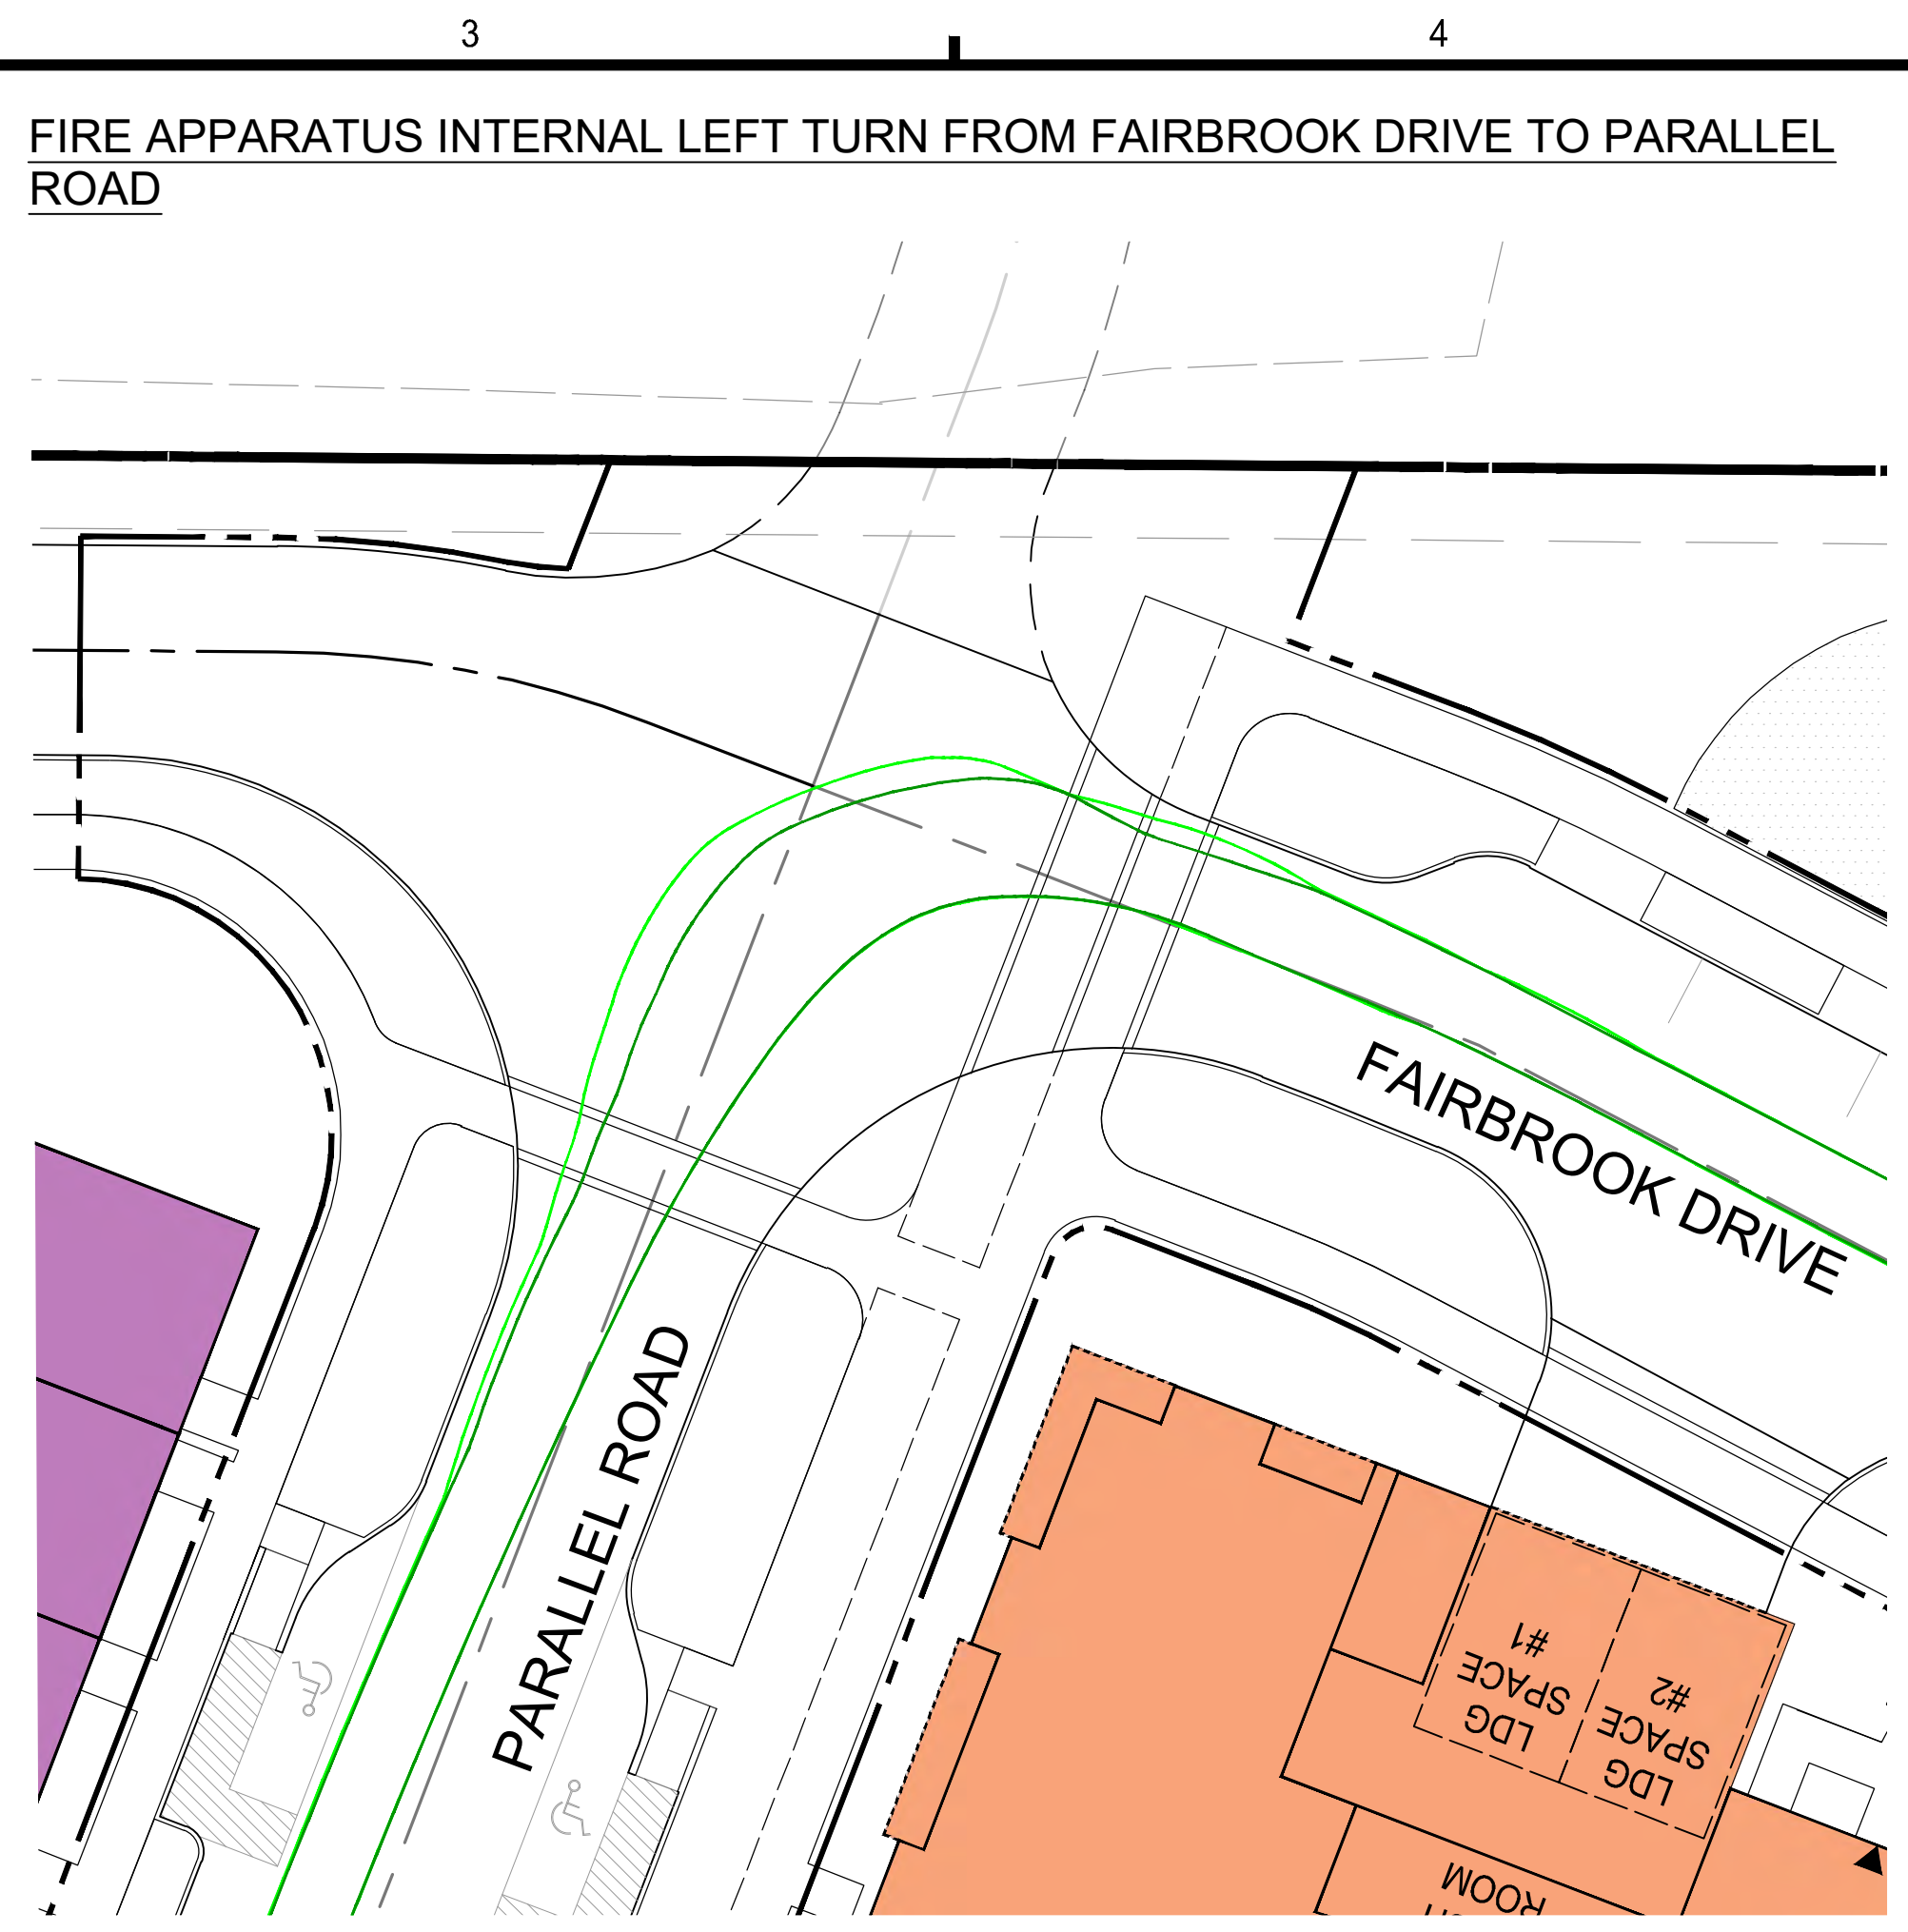 3
4
FIRE APPARATUS INTERNAL LEFT TURN FROM FAIRBROOK DRIVE TO PARALLEL
ROAD
FAIRBROOK DRIVE
PARALLEL ROAD
LDG
SPACE
#1
LDG
SPACE
#2
ROOM